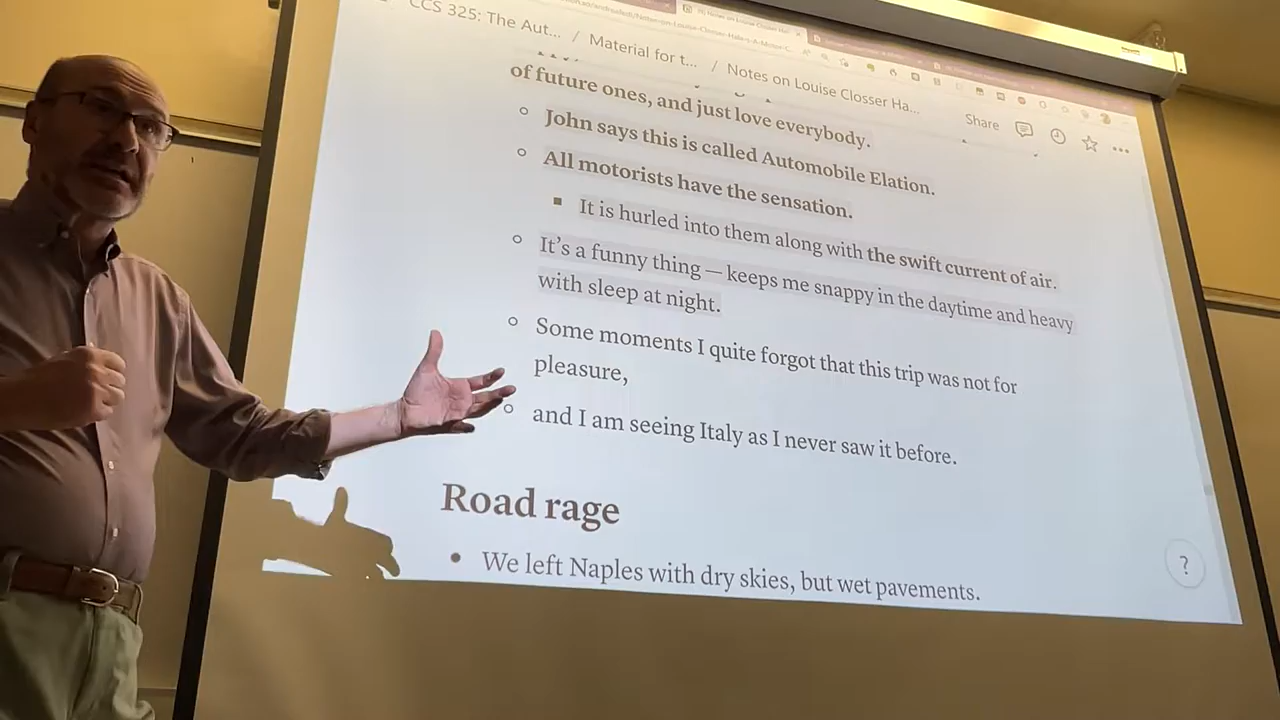 CCS 325: The Aut... / Material for t... / Notes on Louise Closser Ha...
Share
of future ones, and just love everybody.
John says this is called Automobile Elation.
All motorists have the sensation.
It is hurled into them along with the swift current of air.
It's a funny thing — keeps me snappy in the daytime and heavy
with sleep at night.
Some moments I quite forgot that this trip was not for
pleasure,
and I am seeing Italy as I never saw it before.
Road rage
We left Naples with dry skies, but wet pavements.
?